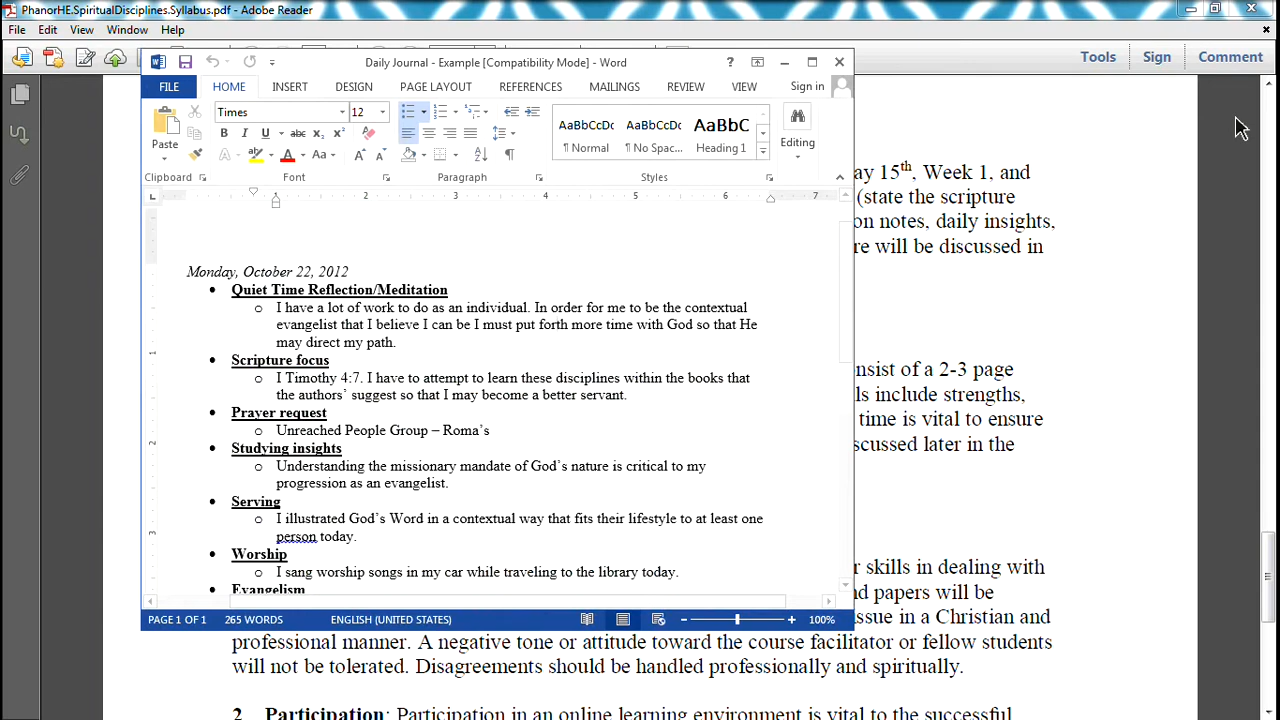 PhanorHE.SpiritualDisciplines.Syllabus.pdf - Adobe Reader
File Edit View Window Help
Tools Sign Comment
Daily Journal - Example [Compatibility Mode] - Word
FILE HOME INSERT DESIGN PAGE LAYOUT REFERENCES MAILINGS REVIEW VIEW Sign in
Times 12
AaBbCcDc AaBbCcDc AaBbC
Paste
¶ Normal ¶ No Spac... Heading 1
Editing
Clipboard Font Paragraph Styles
1 2 3 4 5 6 7
Monday, October 22, 2012
• Quiet Time Reflection/Meditation
o I have a lot of work to do as an individual. In order for me to be the contextual
evangelist that I believe I can be I must put forth more time with God so that He
may direct my path.
• Scripture focus
o I Timothy 4:7. I have to attempt to learn these disciplines within the books that
the authors’ suggest so that I may become a better servant.
• Prayer request
o Unreached People Group – Roma’s
• Studying insights
o Understanding the missionary mandate of God’s nature is critical to my
progression as an evangelist.
• Serving
o I illustrated God’s Word in a contextual way that fits their lifestyle to at least one
person today.
• Worship
o I sang worship songs in my car while traveling to the library today.
• Evangelism
PAGE 1 OF 1 265 WORDS ENGLISH (UNITED STATES) 100%
ay 15th, Week 1, and
(state the scripture
on notes, daily insights,
re will be discussed in
nsist of a 2-3 page
ls include strengths,
time is vital to ensure
scussed later in the
r skills in dealing with
nd papers will be
issue in a Christian and
professional manner. A negative tone or attitude toward the course facilitator or fellow students
will not be tolerated. Disagreements should be handled professionally and spiritually.
2 Participation: Participation in an online learning environment is vital to the successful